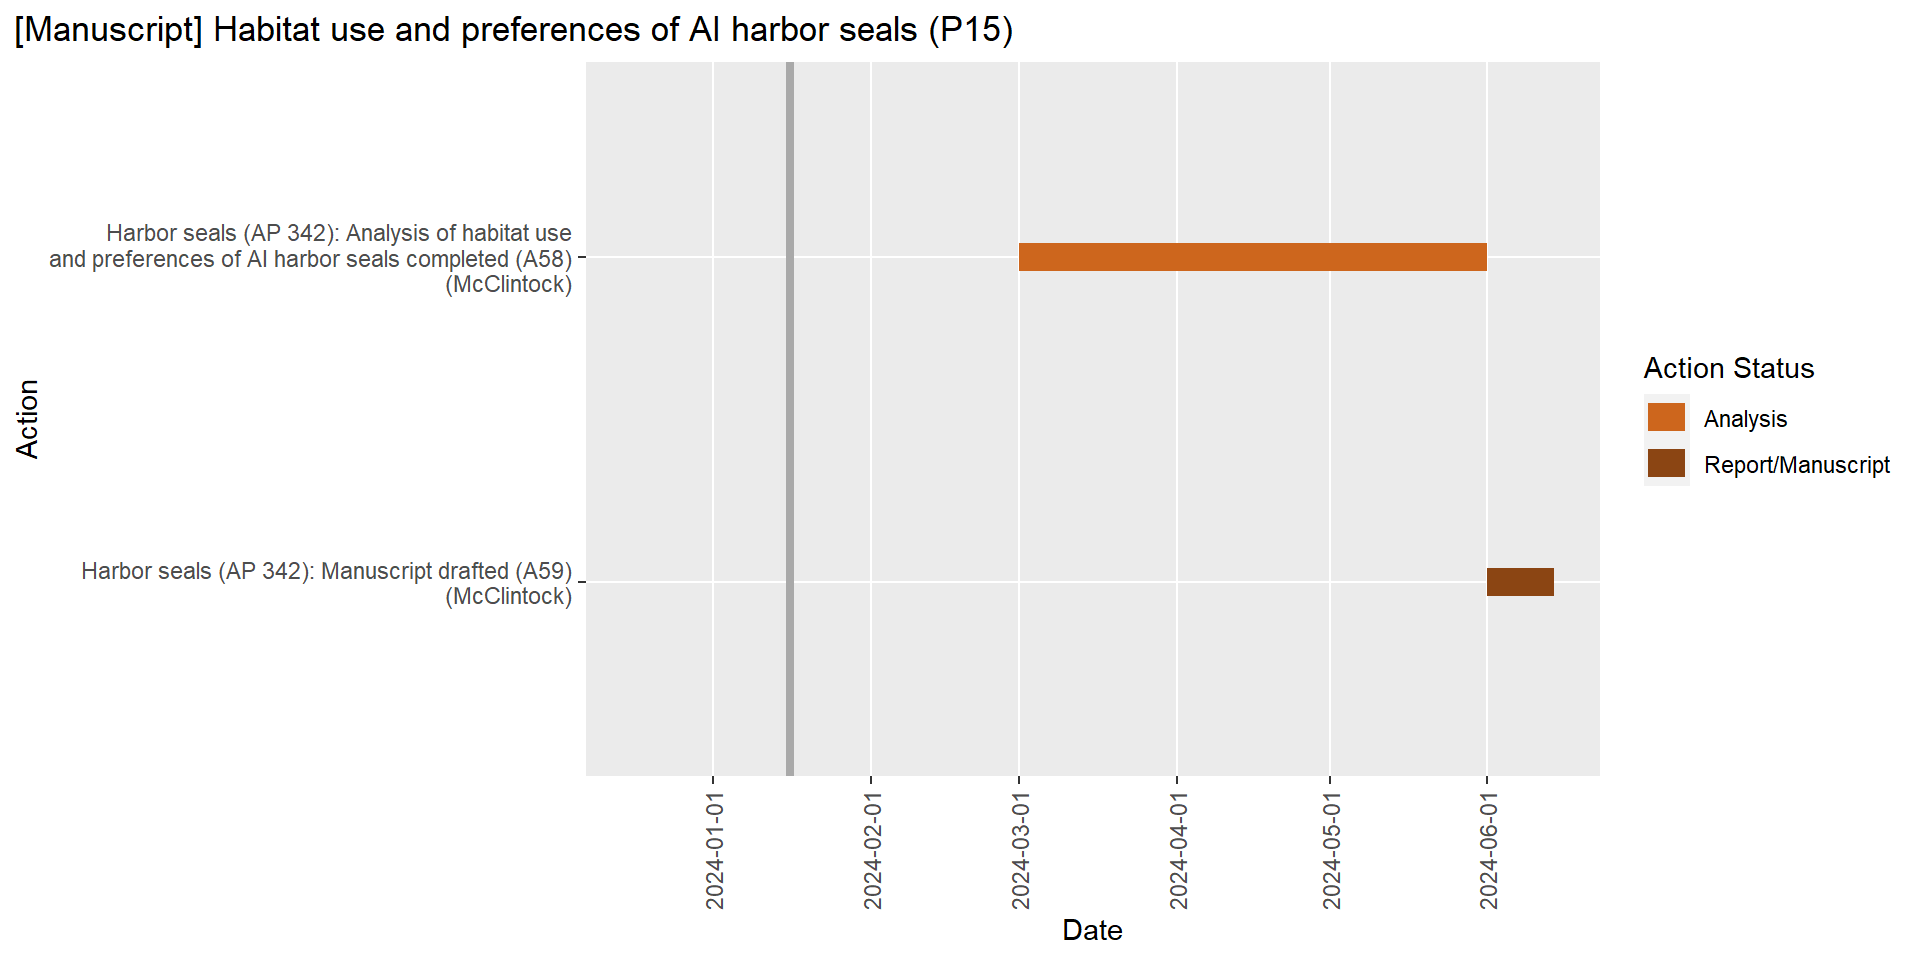 [Manuscript] Habitat use and preferences of AI harbor seals (P15)
Action
Harbor seals (AP 342): Analysis of habitat use
and preferences of AI harbor seals completed (A58)
(McClintock)
Harbor seals (AP 342): Manuscript drafted (A59)
(McClintock)
2024-01-01
2024-02-01
2024-03-01
2024-04-01
2024-05-01
2024-06-01
Date
Action Status
Analysis
Report/Manuscript